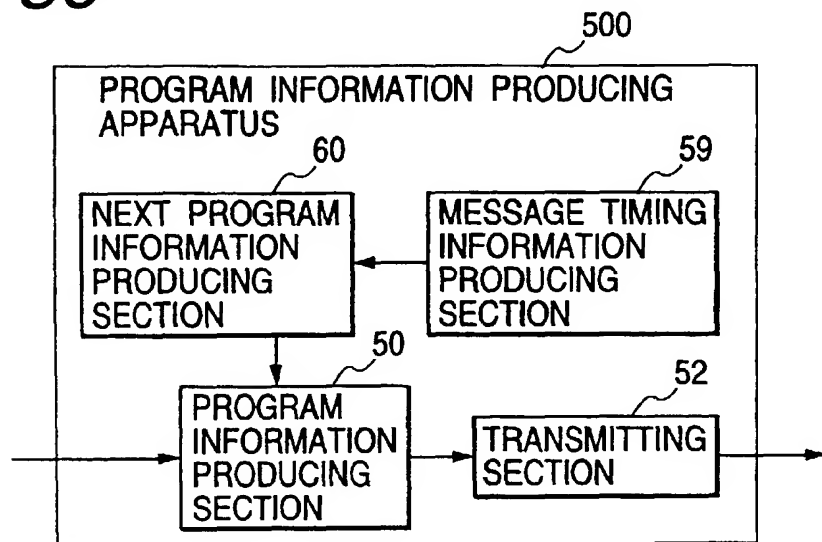 500
PROGRAM INFORMATION PRODUCING
APPARATUS
60
59
NEXT PROGRAM
INFORMATION
PRODUCING
SECTION
MESSAGE TIMING
INFORMATION
PRODUCING
SECTION
50
52
PROGRAM
INFORMATION
PRODUCING
SECTION
TRANSMITTING
SECTION